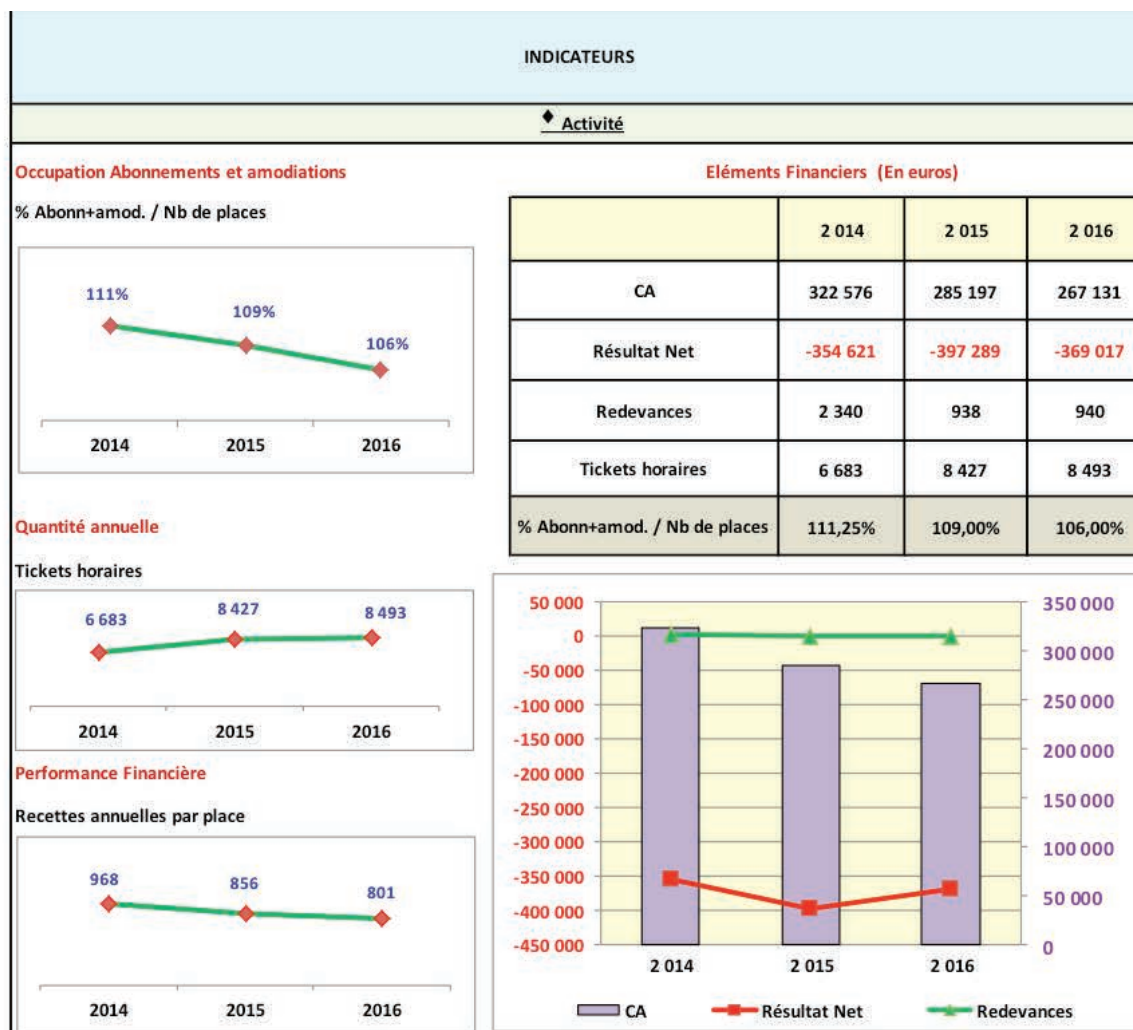 INDICATEURS
♦ Activité
Occupation Abonnements et amodiations
% Abonn+amod. / Nb de places
111%
109%
106%
2014 2015 2016
Quantité annuelle
Tickets horaires
6 683
8 427
8 493
2014 2015 2016
Performance Financière
Recettes annuelles par place
968
856
801
2014 2015 2016
Eléments Financiers (En euros)
2 014 2 015 2 016
CA 322 576 285 197 267 131
Résultat Net -354 621 -397 289 -369 017
Redevances 2 340 938 940
Tickets horaires 6 683 8 427 8 493
% Abonn+amod. / Nb de places 111,25% 109,00% 106,00%
50 000
0
-50 000
-100 000
-150 000
-200 000
-250 000
-300 000
-350 000
-400 000
-450 000
350 000
300 000
250 000
200 000
150 000
100 000
50 000
0
2 014 2 015 2 016
CA Résultat Net Redevances